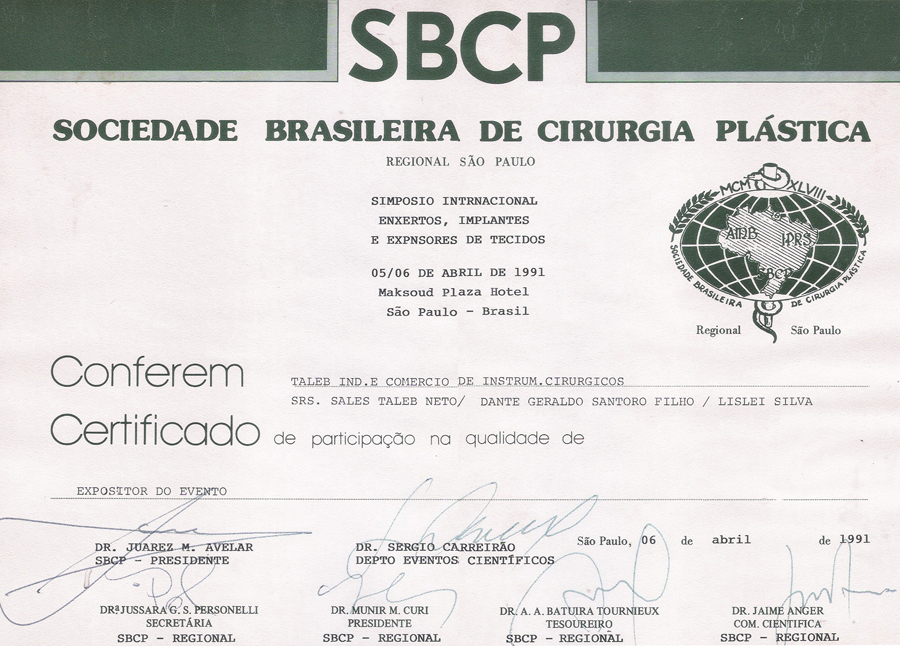 SBCP
SOCIEDADE BRASILEIRA DE CIRURGIA PLÁSTICA
REGIONAL SÃO PAULO
SIMPOSIO INTRNACIONAL
ENXERTOS, IMPLANTES
E EXPNSORES DE TECIDOS
05/06 DE ABRIL DE 1991
Maksoud Plaza Hotel
São Paulo - Brasil
MCM XLVIII
AIDB IPRS
SBCP
SOCIEDADE BRASILEIRA DE CIRURGIA PLÁSTICA
Regional São Paulo
Conferem TALEB IND.E COMERCIO DE INSTRUM.CIRURGICOS
SRS. SALES TALEB NETO/ DANTE GERALDO SANTORO FILHO / LISLEI SILVA
Certificado de participação na qualidade de
EXPOSITOR DO EVENTO
São Paulo, 06 de abril de 1991
DR. JUAREZ M. AVELAR
SBCP - PRESIDENTE
DR. SERGIO CARREIRÃO
DEPTO EVENTOS CIENTÍFICOS
DRª JUSSARA G. S. PERSONELLI
SECRETÁRIA
SBCP - REGIONAL
DR. MUNIR M. CURI
PRESIDENTE
SBCP - REGIONAL
DR. A. A. BATUIRA TOURNIEUX
TESOUREIRO
SBCP - REGIONAL
DR. JAIME ANGER
COM. CIENTIFICA
SBCP - REGIONAL